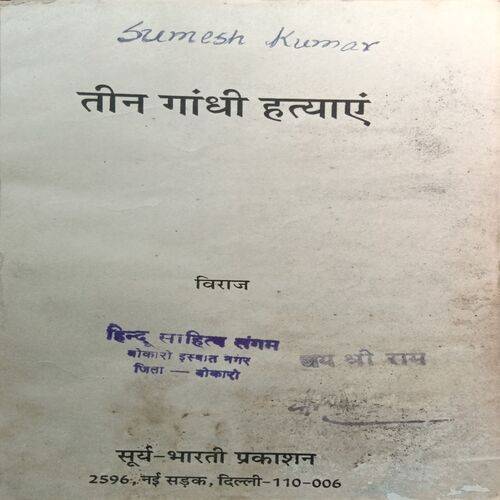 Sumesh Kumar
तीन गांधी हत्याएं
विराज
हिन्दू साहित्य संगम
बोकारो इस्पात नगर
जिला — बोकारो
जय श्री राम
सूर्य-भारती प्रकाशन
2596, नई सड़क, दिल्ली-110-006